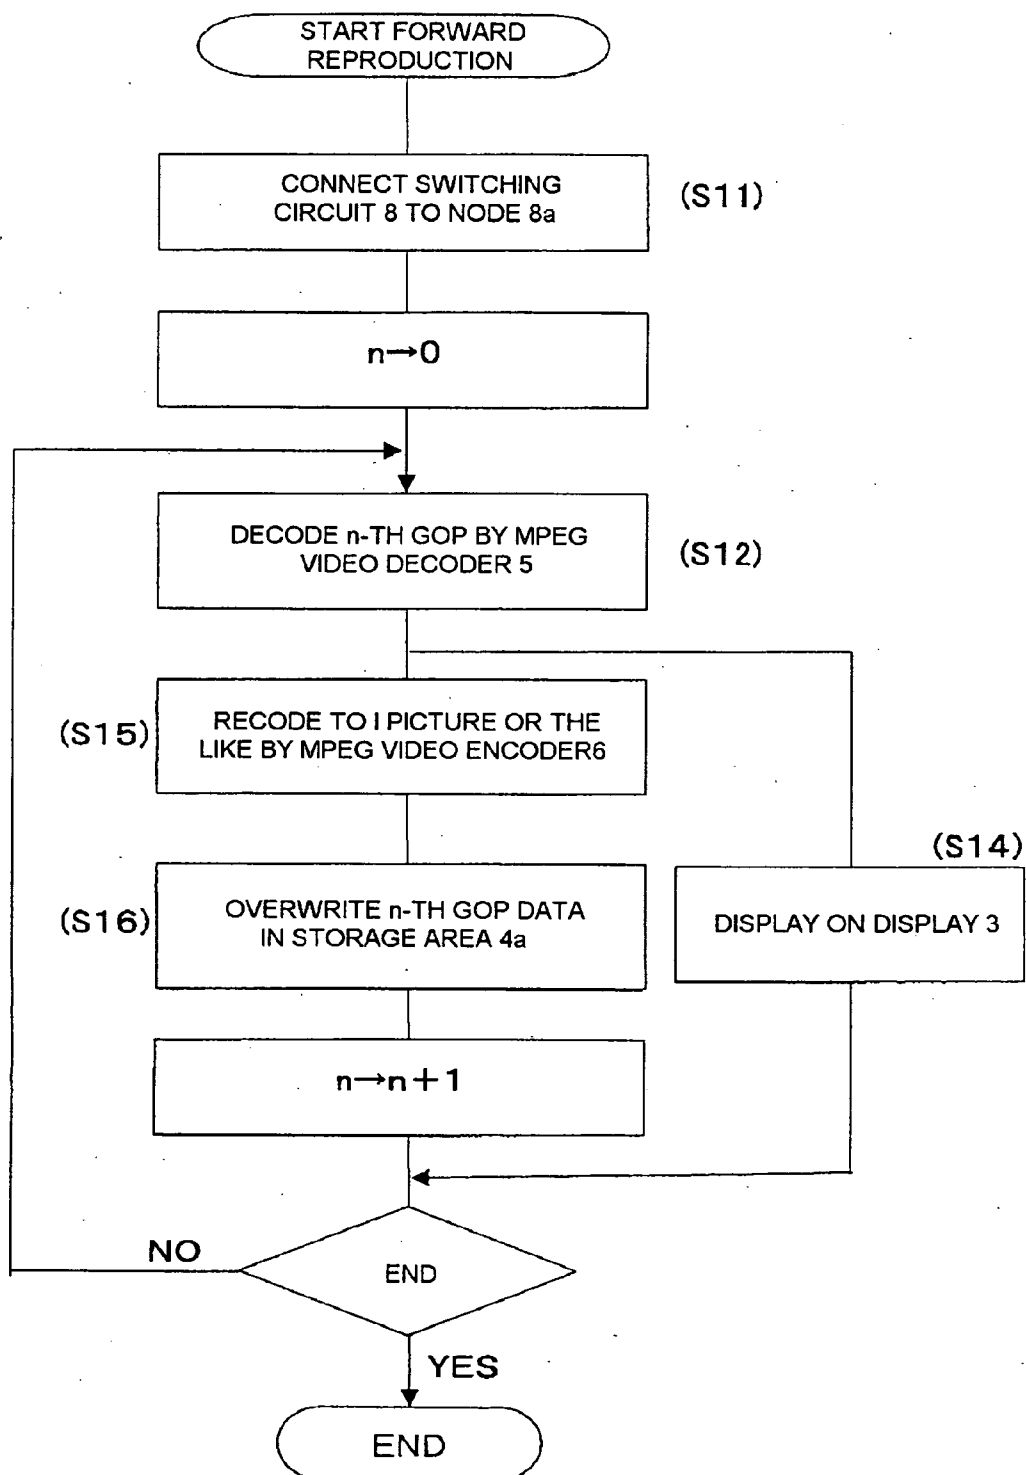 START FORWARD
REPRODUCTION
CONNECT SWITCHING
CIRCUIT 8 TO NODE 8a
(S11)
n→0
DECODE n-TH GOP BY MPEG
VIDEO DECODER 5
(S12)
(S15)
RECODE TO I PICTURE OR THE
LIKE BY MPEG VIDEO ENCODER6
(S14)
(S16)
OVERWRITE n-TH GOP DATA
IN STORAGE AREA 4a
DISPLAY ON DISPLAY 3
n→n+1
NO
END
YES
END